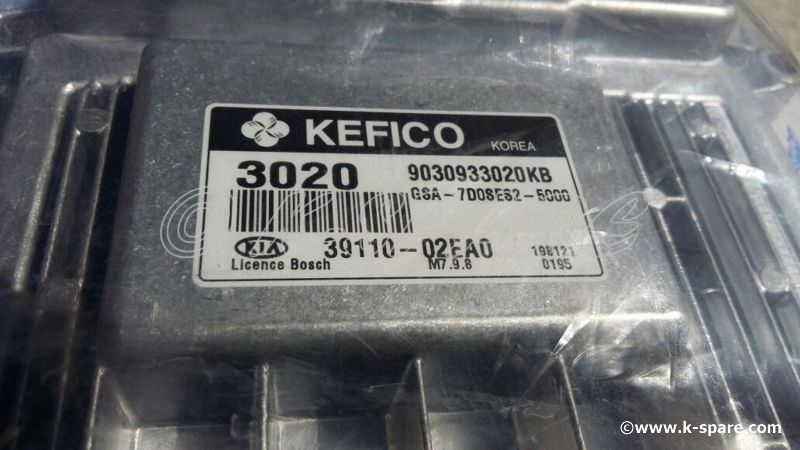 KEFICO KOREA
3020 9030933020KB
GSA-7D0SES2-5000
KIA 39110-02EA0 198121
Licence Bosch M7.9.8 0195
©www.k-spare.com